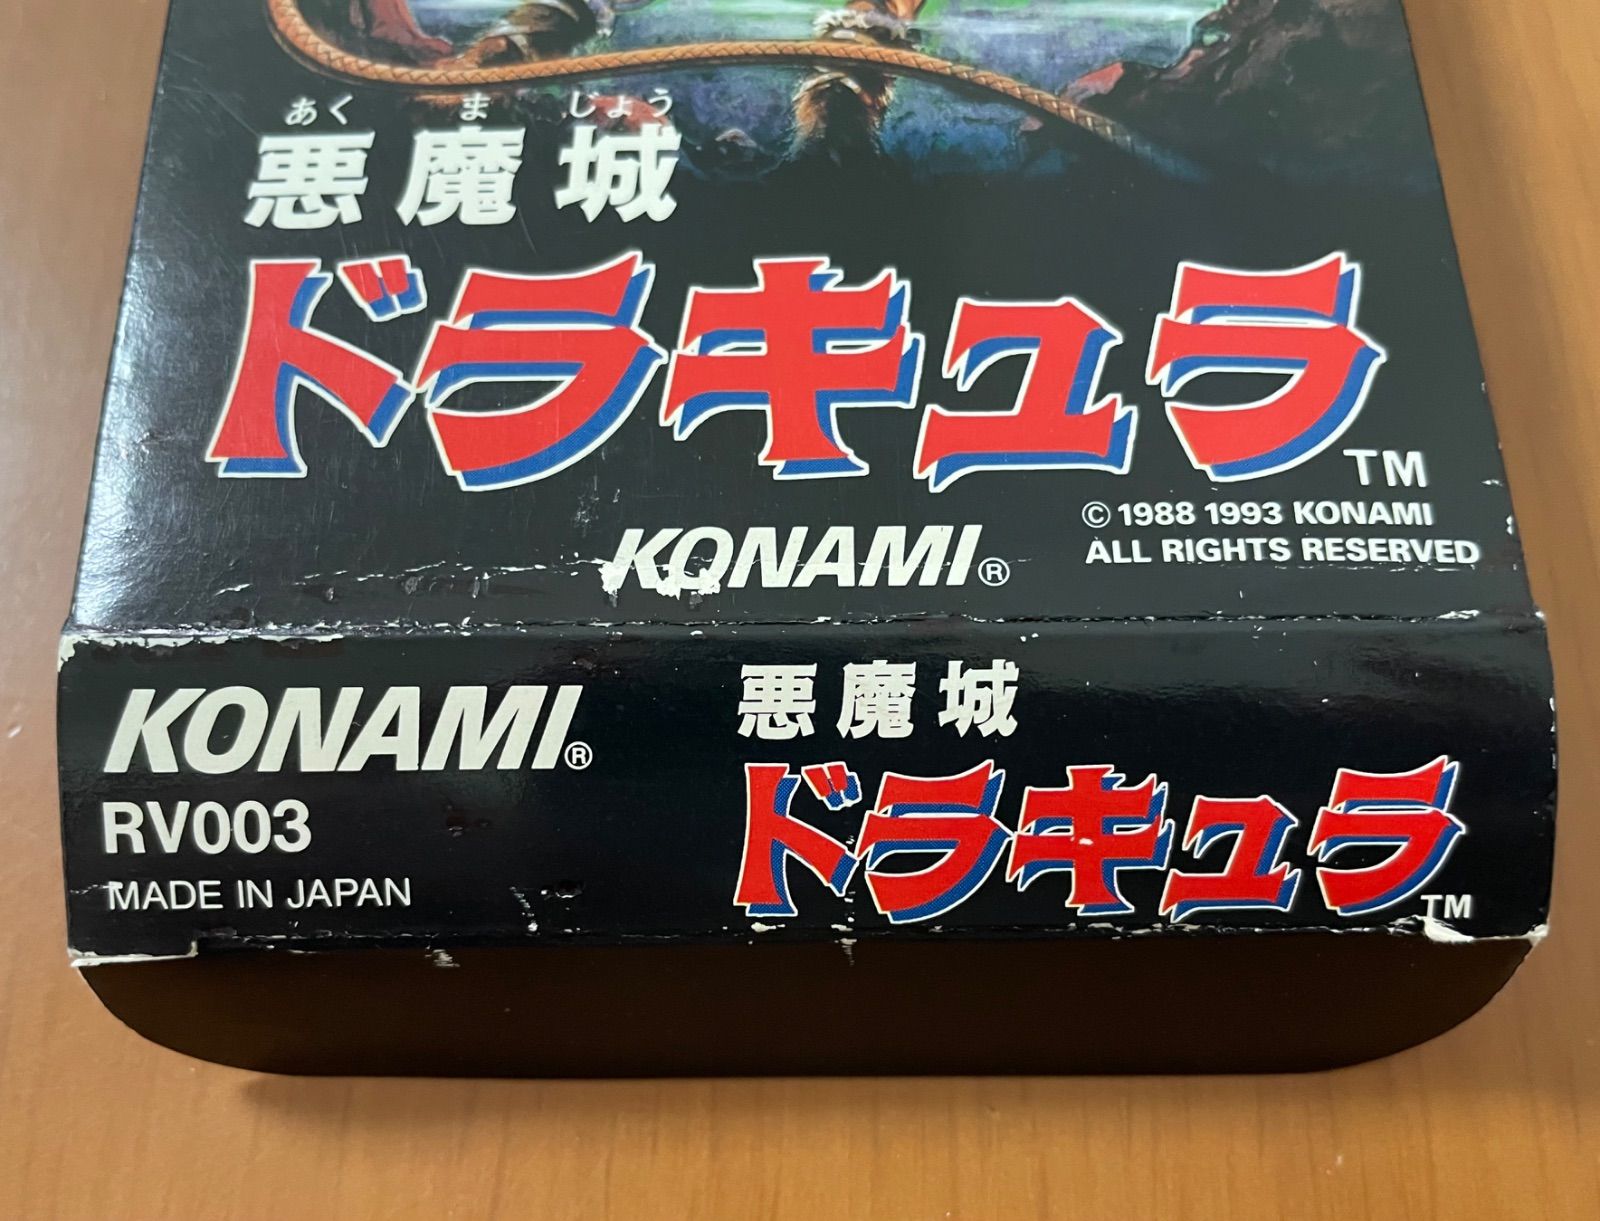 あくまじょう
悪魔城
ドラキュラ
TM
© 1988 1993 KONAMI
ALL RIGHTS RESERVED
KONAMI®
KONAMI®
RV003
MADE IN JAPAN
悪魔城
ドラキュラ
TM